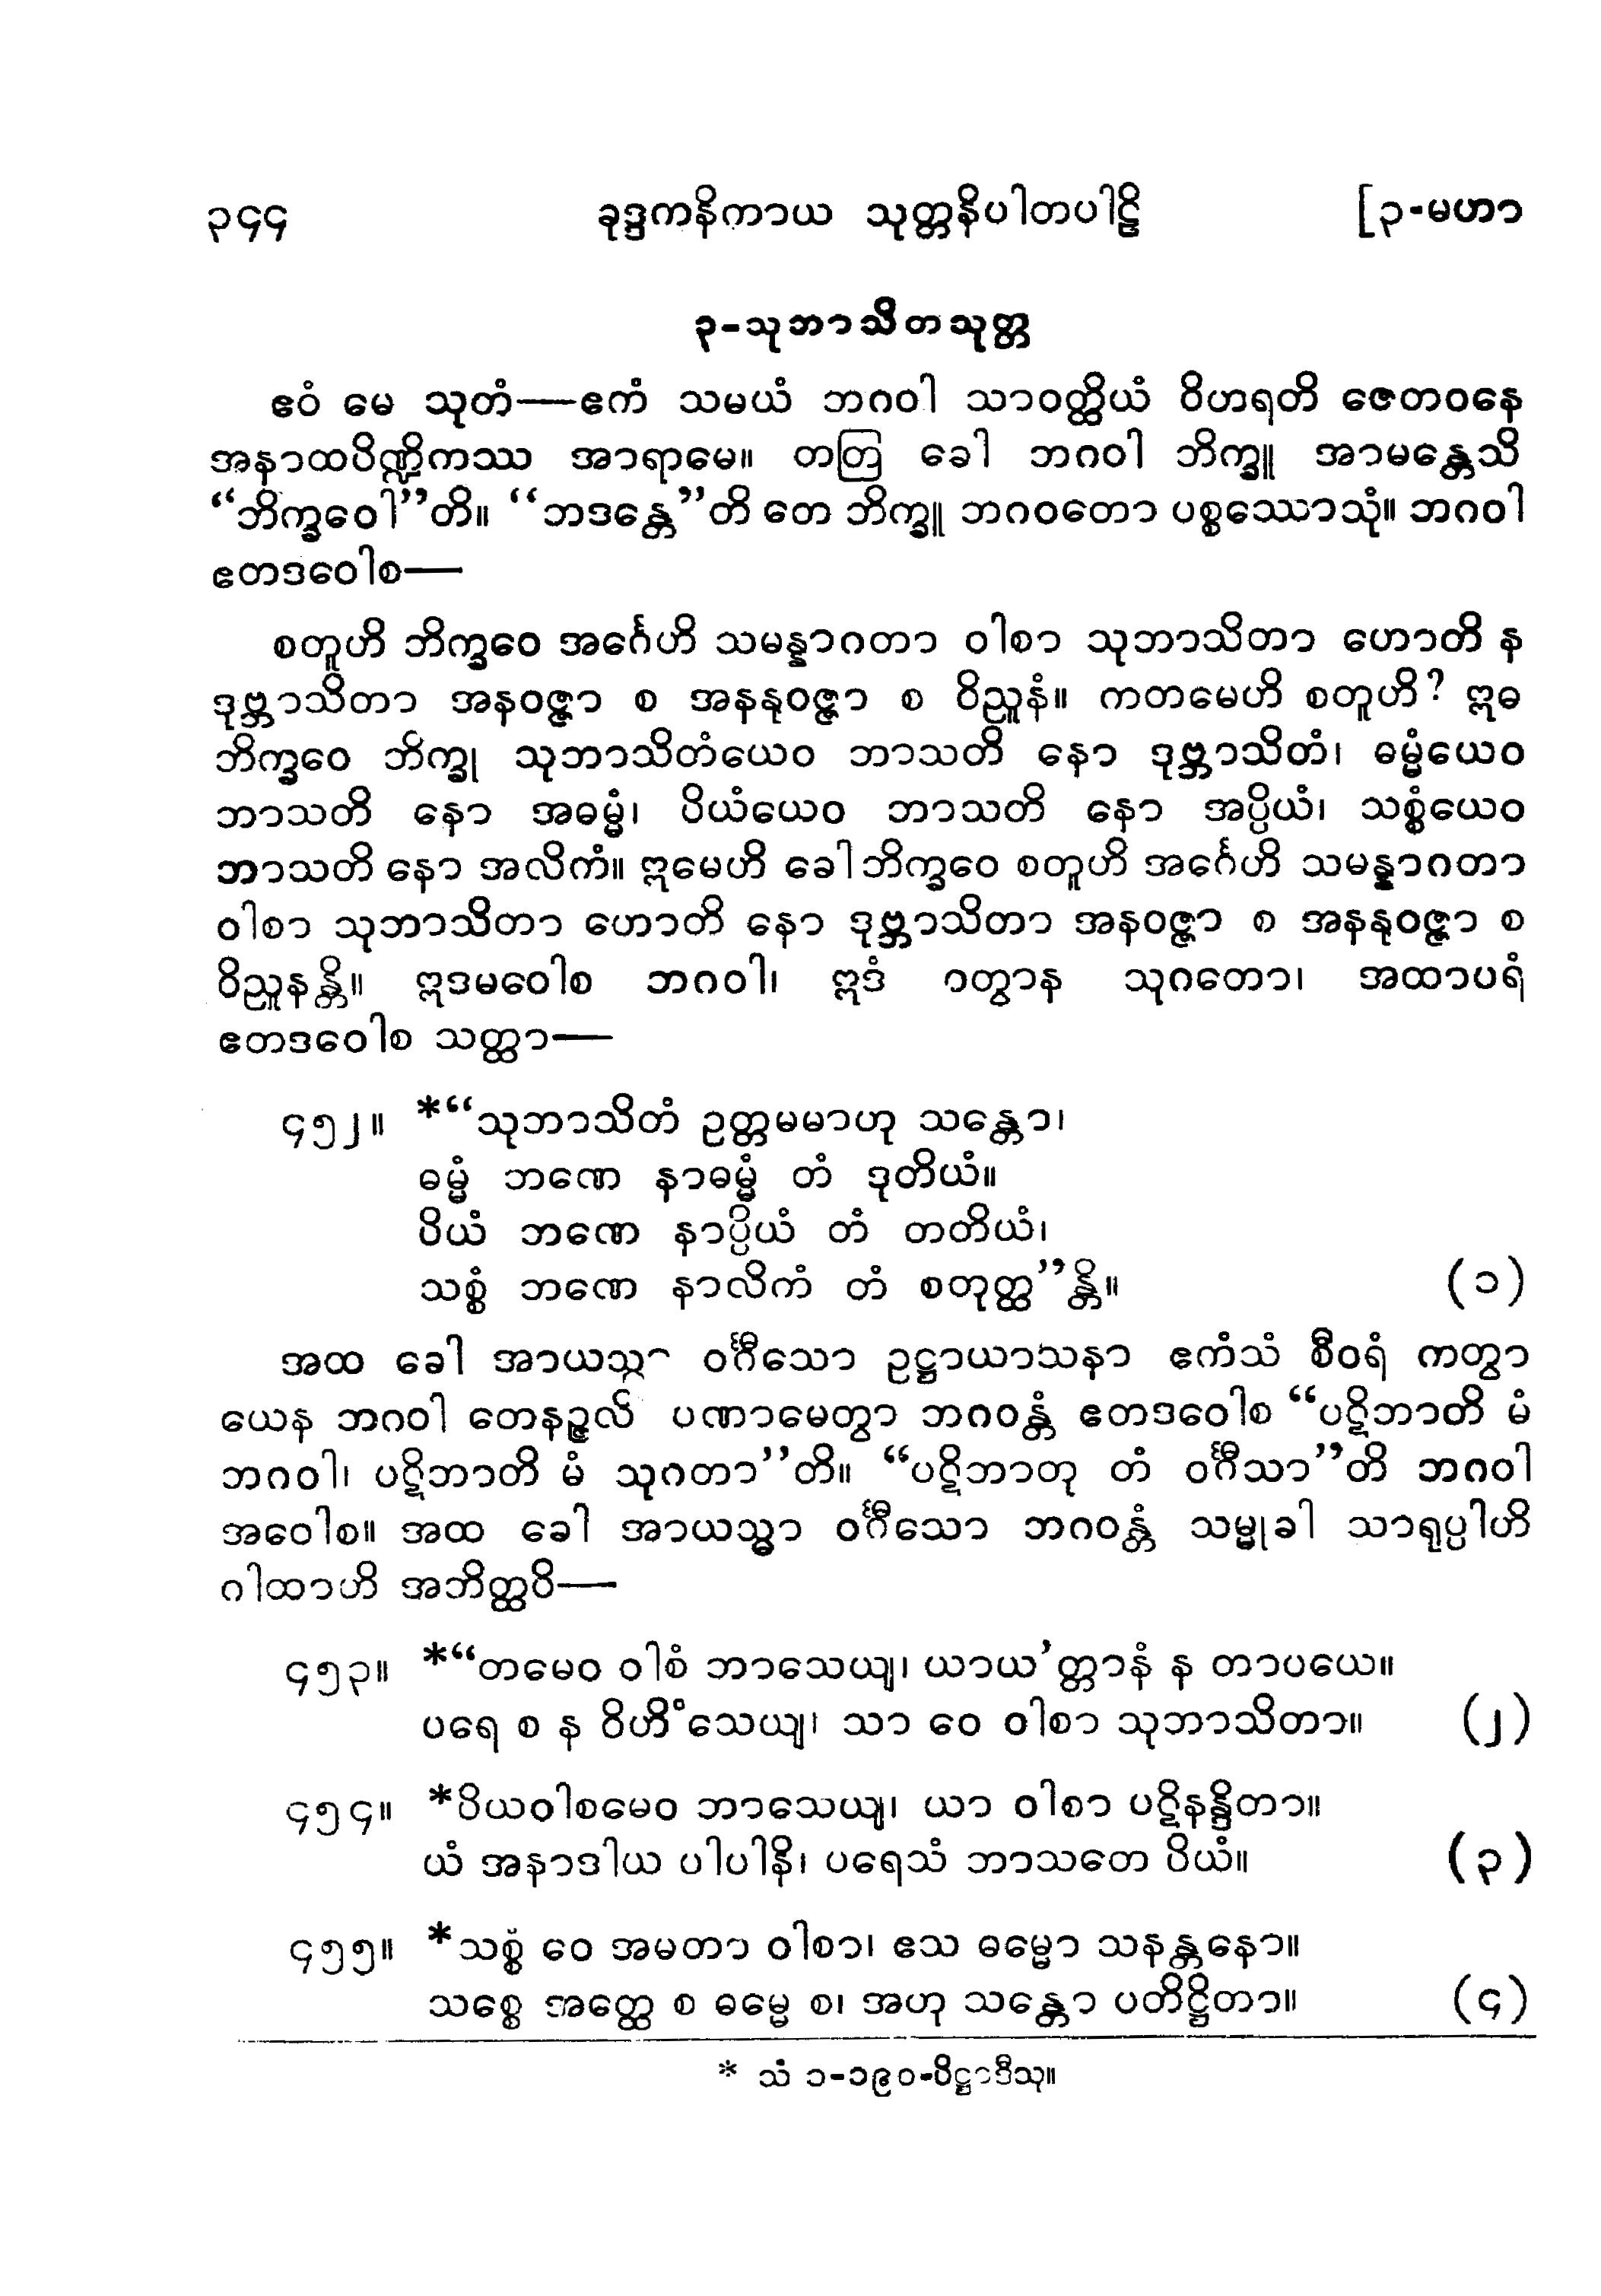 ၃၄၄ ခုဒ္ဒကနိကာယ သုတ္တနိပါတပါဠိ [၃-မဟာ
၃-သုဘာသိတသုတ္တ
ဧဝံ မေ သုတံ—ဧကံ သမယံ ဘဂဝါ သာဝတ္ထိယံ ဝိဟရတိ ဇေတဝနေ
အနာထပိဏ္ဍိကဿ အာရာမေ။ တတြ ခေါ ဘဂဝါ ဘိက္ခူ အာမန္တေသိ
“ဘိက္ခဝေါ”တိ။ “ဘဒန္တေ”တိ တေ ဘိက္ခူ ဘဂဝတော ပစ္စဿောသုံ။ ဘဂဝါ
ဧတဒဝေါစ—
စတူဟိ ဘိက္ခဝေ အင်္ဂေဟိ သမန္နာဂတာ ဝါစာ သုဘာသိတာ ဟောတိ န
ဒုဗ္ဘာသိတာ အနဝဇ္ဇာ စ အနနုဝဇ္ဇာ စ ဝိညူနံ။ ကတမေဟိ စတူဟိ? ဣဓ
ဘိက္ခဝေ ဘိက္ခု သုဘာသိတံယေဝ ဘာသတိ နော ဒုဗ္ဘာသိတံ၊ ဓမ္မံယေဝ
ဘာသတိ နော အဓမ္မံ၊ ပိယံယေဝ ဘာသတိ နော အပ္ပိယံ၊ သစ္စံယေဝ
ဘာသတိ နော အလိကံ။ ဣမေဟိ ခေါ ဘိက္ခဝေ စတူဟိ အင်္ဂေဟိ သမန္နာဂတာ
ဝါစာ သုဘာသိတာ ဟောတိ နော ဒုဗ္ဘာသိတာ အနဝဇ္ဇာ စ အနနုဝဇ္ဇာ စ
ဝိညူနန္တိ။ ဣဒမဝေါစ ဘဂဝါ၊ ဣဒံ ဂတွာန သုဂတော၊ အထာပရံ
ဧတဒဝေါစ သတ္ထာ—
၄၅၂။ *“သုဘာသိတံ ဥတ္တမမာဟု သန္တော၊
ဓမ္မံ ဘဏေ နာဓမ္မံ တံ ဒုတိယံ။
ပိယံ ဘဏေ နာပ္ပိယံ တံ တတိယံ၊
သစ္စံ ဘဏေ နာလိကံ တံ စတုတ္ထ”န္တိ။ (၁)
အထ ခေါ အာယသ္မာ ဝင်္ဂီသော ဥဋ္ဌာယာသနာ ဧကံသံ စီဝရံ ကတွာ
ယေန ဘဂဝါ တေနဉ္ဇလိံ ပဏာမေတွာ ဘဂဝန္တံ ဧတဒဝေါစ “ပဋိဘာတိ မံ
ဘဂဝါ၊ ပဋိဘာတိ မံ သုဂတာ”တိ။ “ပဋိဘာတု တံ ဝင်္ဂီသာ”တိ ဘဂဝါ
အဝေါစ။ အထ ခေါ အာယသ္မာ ဝင်္ဂီသော ဘဂဝန္တံ သမ္မုခါ သာရုပ္ပါဟိ
ဂါထာဟိ အဘိတ္ထဝိ—
၄၅၃။ *“တမေဝ ဝါစံ ဘာသေယျ၊ ယာယ’တ္တာနံ န တာပယေ။
ပရေ စ န ဝိဟိံသေယျ၊ သာ ဝေ ဝါစာ သုဘာသိတာ။ (၂)
၄၅၄။ *ပိယဝါစမေဝ ဘာသေယျ၊ ယာ ဝါစာ ပဋိနန္ဒိတာ။
ယံ အနာဒါယ ပါပါနိ၊ ပရေသံ ဘာသတေ ပိယံ။ (၃)
၄၅၅။ *သစ္စံ ဝေ အမတာ ဝါစာ၊ ဧသ ဓမ္မော သနန္တနော။
သစ္စေ အတ္ထေ စ ဓမ္မေ စ၊ အဟု သန္တော ပတိဋ္ဌိတာ။ (၄)
* သံ ၁-၁၉၀-ပိဋ္ဌာဒီသု။